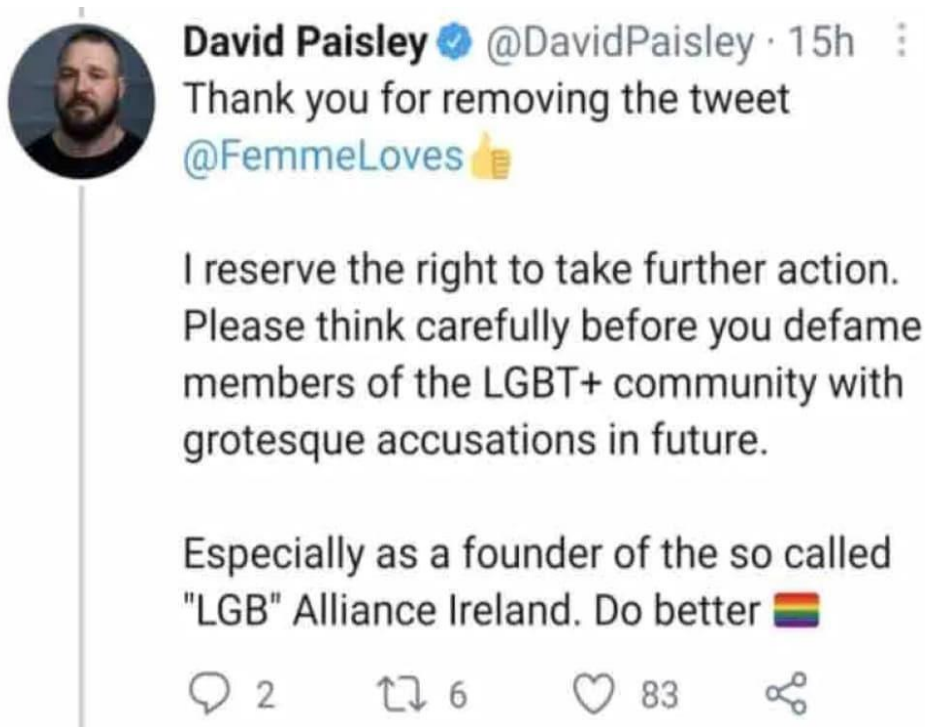 David Paisley @DavidPaisley · 15h
Thank you for removing the tweet
@FemmeLoves👍
I reserve the right to take further action.
Please think carefully before you defame
members of the LGBT+ community with
grotesque accusations in future.
Especially as a founder of the so called
"LGB" Alliance Ireland. Do better 🏳️‍🌈
2 6 83